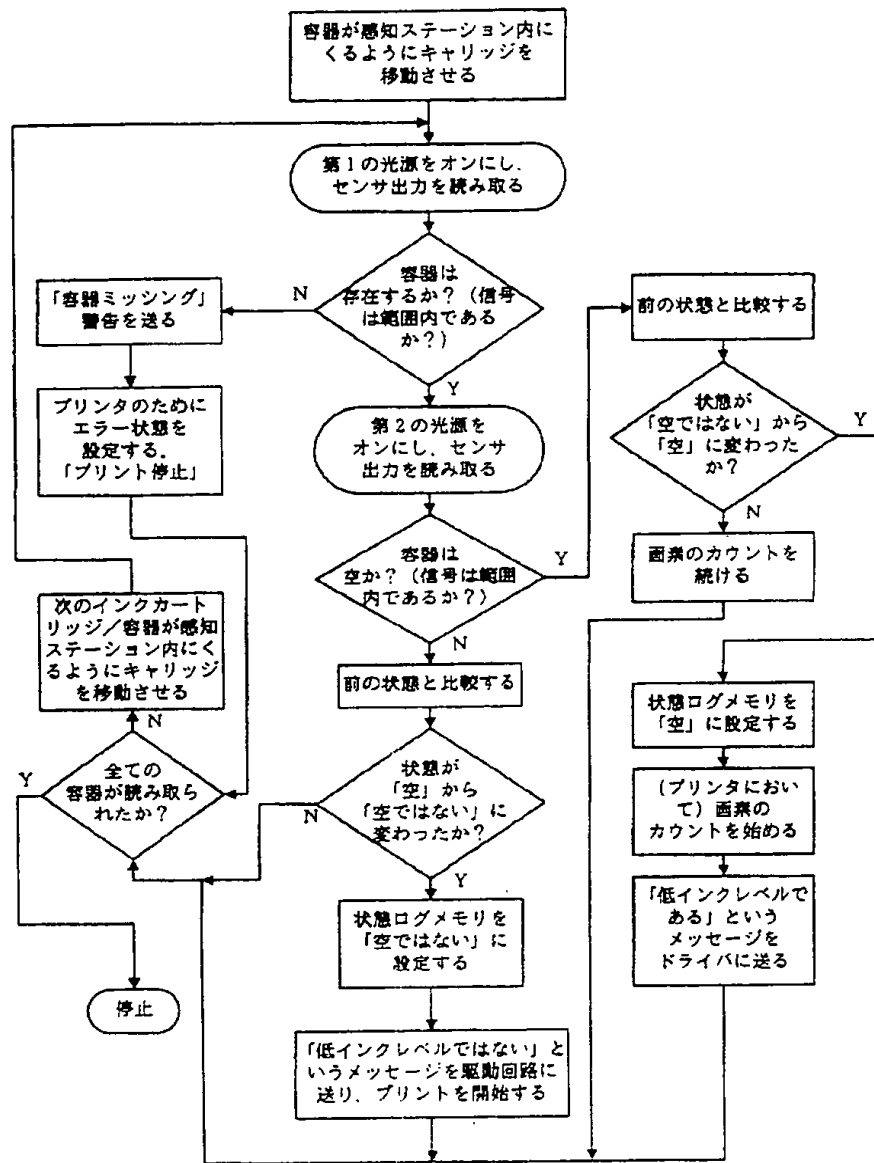 容器が感知ステーション内に
くるようにキャリッジを
移動させる
第1の光源をオンにし、
センサ出力を読み取る
容器は
存在するか？（信号
は範囲内である
か？）
N
Y
「容器ミッシング」
警告を送る
プリンタのために
エラー状態を
設定する、
「プリント停止」
第2の光源を
オンにし、センサ
出力を読み取る
容器は
空か？（信号は範囲
内であるか？）
Y
N
前の状態と比較する
状態が
「空ではない」から
「空」に変わった
か？
Y
N
画素のカウントを
続ける
状態ログメモリを
「空」に設定する
（プリンタにおい
て）画素の
カウントを始める
「低インクレベルで
ある」という
メッセージを
ドライバに送る
前の状態と比較する
状態が
「空」から
「空ではない」に
変わったか？
N
Y
状態ログメモリを
「空ではない」に
設定する
「低インクレベルではない」と
いうメッセージを駆動回路に
送り、プリントを開始する
次のインクカート
リッジ／容器が感知
ステーション内にく
るようにキャリッジ
を移動させる
N
全ての
容器が読み取ら
れたか？
Y
停止